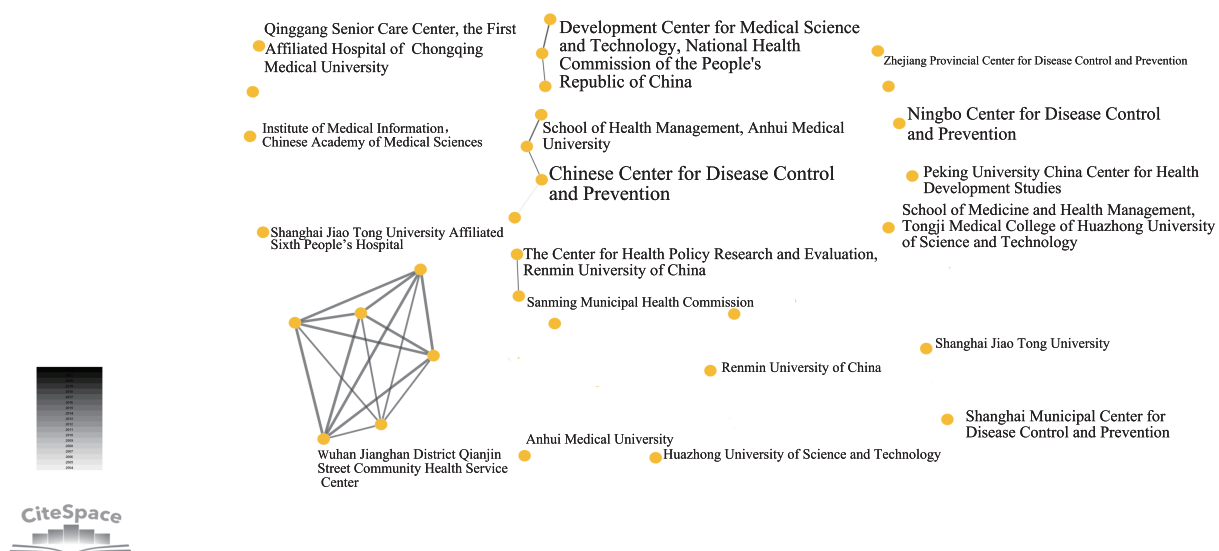 Qinggang Senior Care Center, the First
Affiliated Hospital of Chongqing
Medical University
Development Center for Medical Science
and Technology, National Health
Commission of the People's
Republic of China
Zhejiang Provincial Center for Disease Control and Prevention
Institute of Medical Information,
Chinese Academy of Medical Sciences
School of Health Management, Anhui Medical
University
Ningbo Center for Disease Control
and Prevention
Chinese Center for Disease Control
and Prevention
Peking University China Center for Health
Development Studies
Shanghai Jiao Tong University Affiliated
Sixth People's Hospital
School of Medicine and Health Management,
Tongji Medical College of Huazhong University
of Science and Technology
The Center for Health Policy Research and Evaluation,
Renmin University of China
Sanming Municipal Health Commission
Shanghai Jiao Tong University
Renmin University of China
Shanghai Municipal Center for
Disease Control and Prevention
Anhui Medical University
Huazhong University of Science and Technology
Wuhan Jianghan District Qianjin
Street Community Health Service
Center
CiteSpace